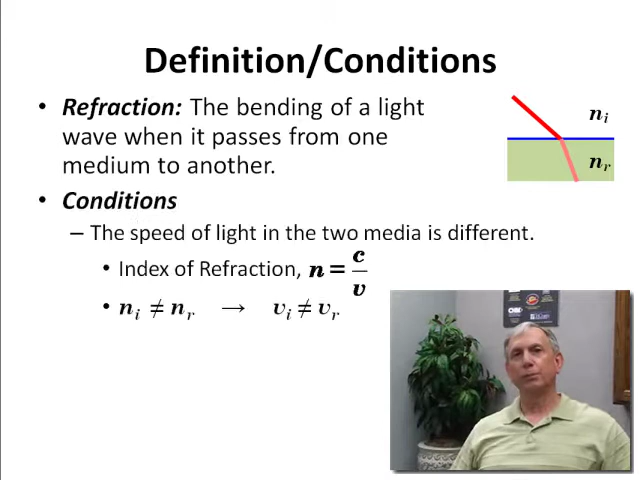 Definition/Conditions
• Refraction: The bending of a light
wave when it passes from one
medium to another.
n_i
n_r
• Conditions
– The speed of light in the two media is different.
• Index of Refraction, n = c/v
• n_i ≠ n_r → v_i ≠ v_r